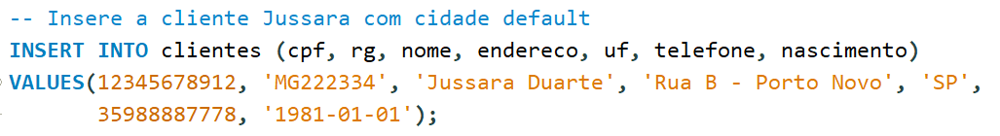 -- Insere a cliente Jussara com cidade default
INSERT INTO clientes (cpf, rg, nome, endereco, uf, telefone, nascimento)
VALUES(12345678912, 'MG222334', 'Jussara Duarte', 'Rua B - Porto Novo', 'SP',
35988887778, '1981-01-01');